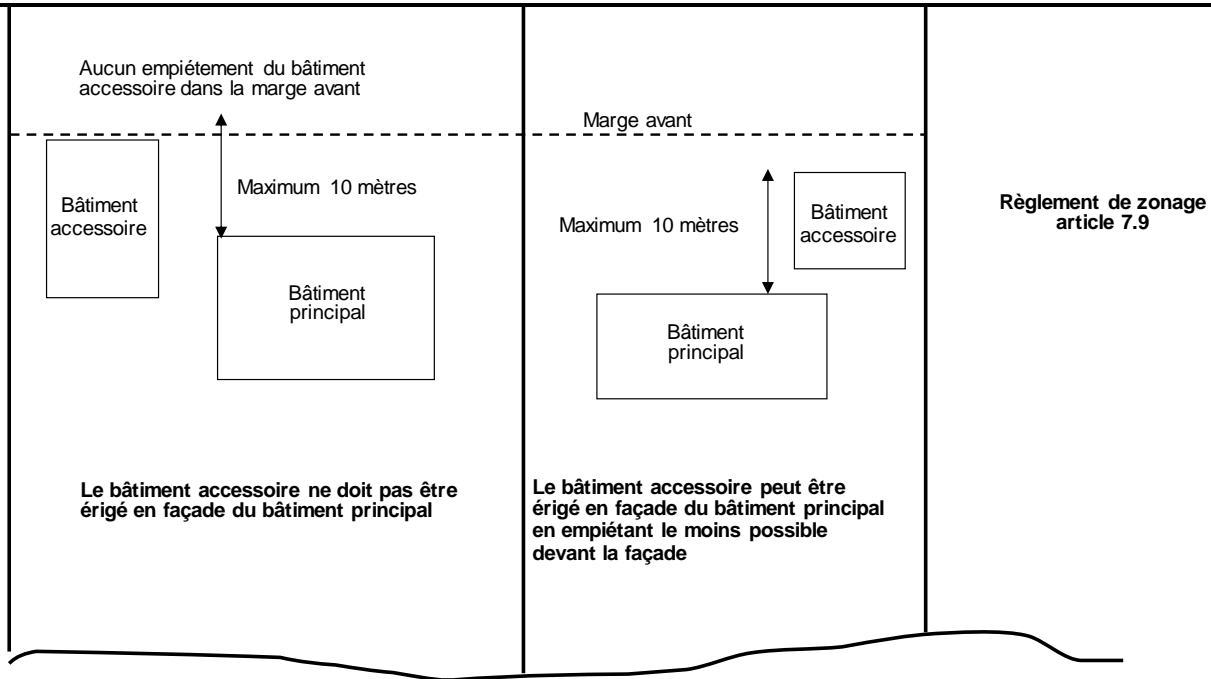 Aucun empiétement du bâtiment
accessoire dans la marge avant
Maximum 10 mètres
Bâtiment
accessoire
Bâtiment
principal
Le bâtiment accessoire ne doit pas être
érigé en façade du bâtiment principal
Marge avant
Maximum 10 mètres
Bâtiment
accessoire
Bâtiment
principal
Le bâtiment accessoire peut être
érigé en façade du bâtiment principal
en empiétant le moins possible
devant la façade
Règlement de zonage
article 7.9